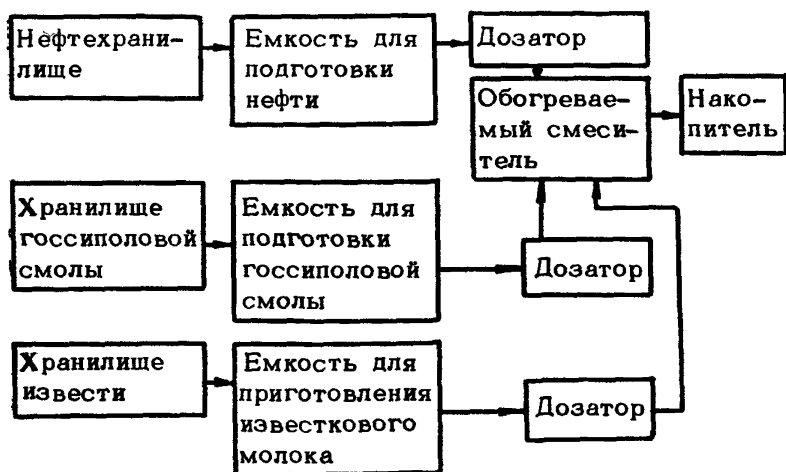 Нефтехрани-
лище
Емкость для
подготовки
нефти
Дозатор
Обогревае-
мый смеси-
тель
Нако-
питель
Хранилище
госсиполовой
смолы
Емкость для
подготовки
госсиполовой
смолы
Дозатор
Хранилище
извести
Емкость для
приготовления
известкового
молока
Дозатор